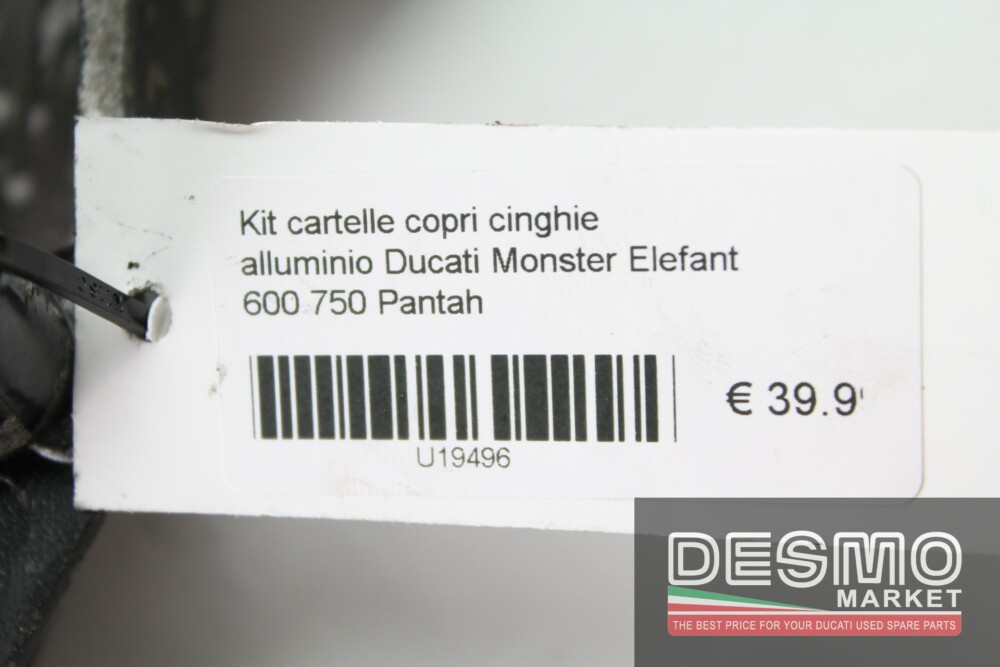 Kit cartelle copri cinghie
alluminio Ducati Monster Elefant
600 750 Pantah
€ 39.9
U19496
DESMO
MARKET
THE BEST PRICE FOR YOUR DUCATI USED SPARE PARTS